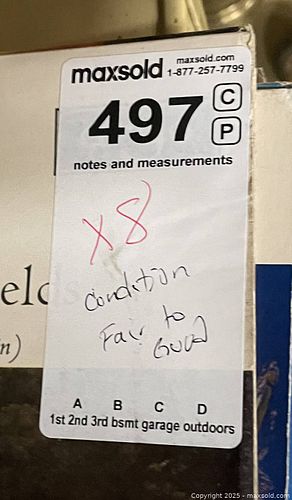 maxsold
maxsold.com
1-877-257-7799
497
C
P
notes and measurements
x8
Condition
Fair to
Good
A B C D
1st 2nd 3rd bsmt garage outdoors
eld
n)
Copyright 2025 - maxsold.com